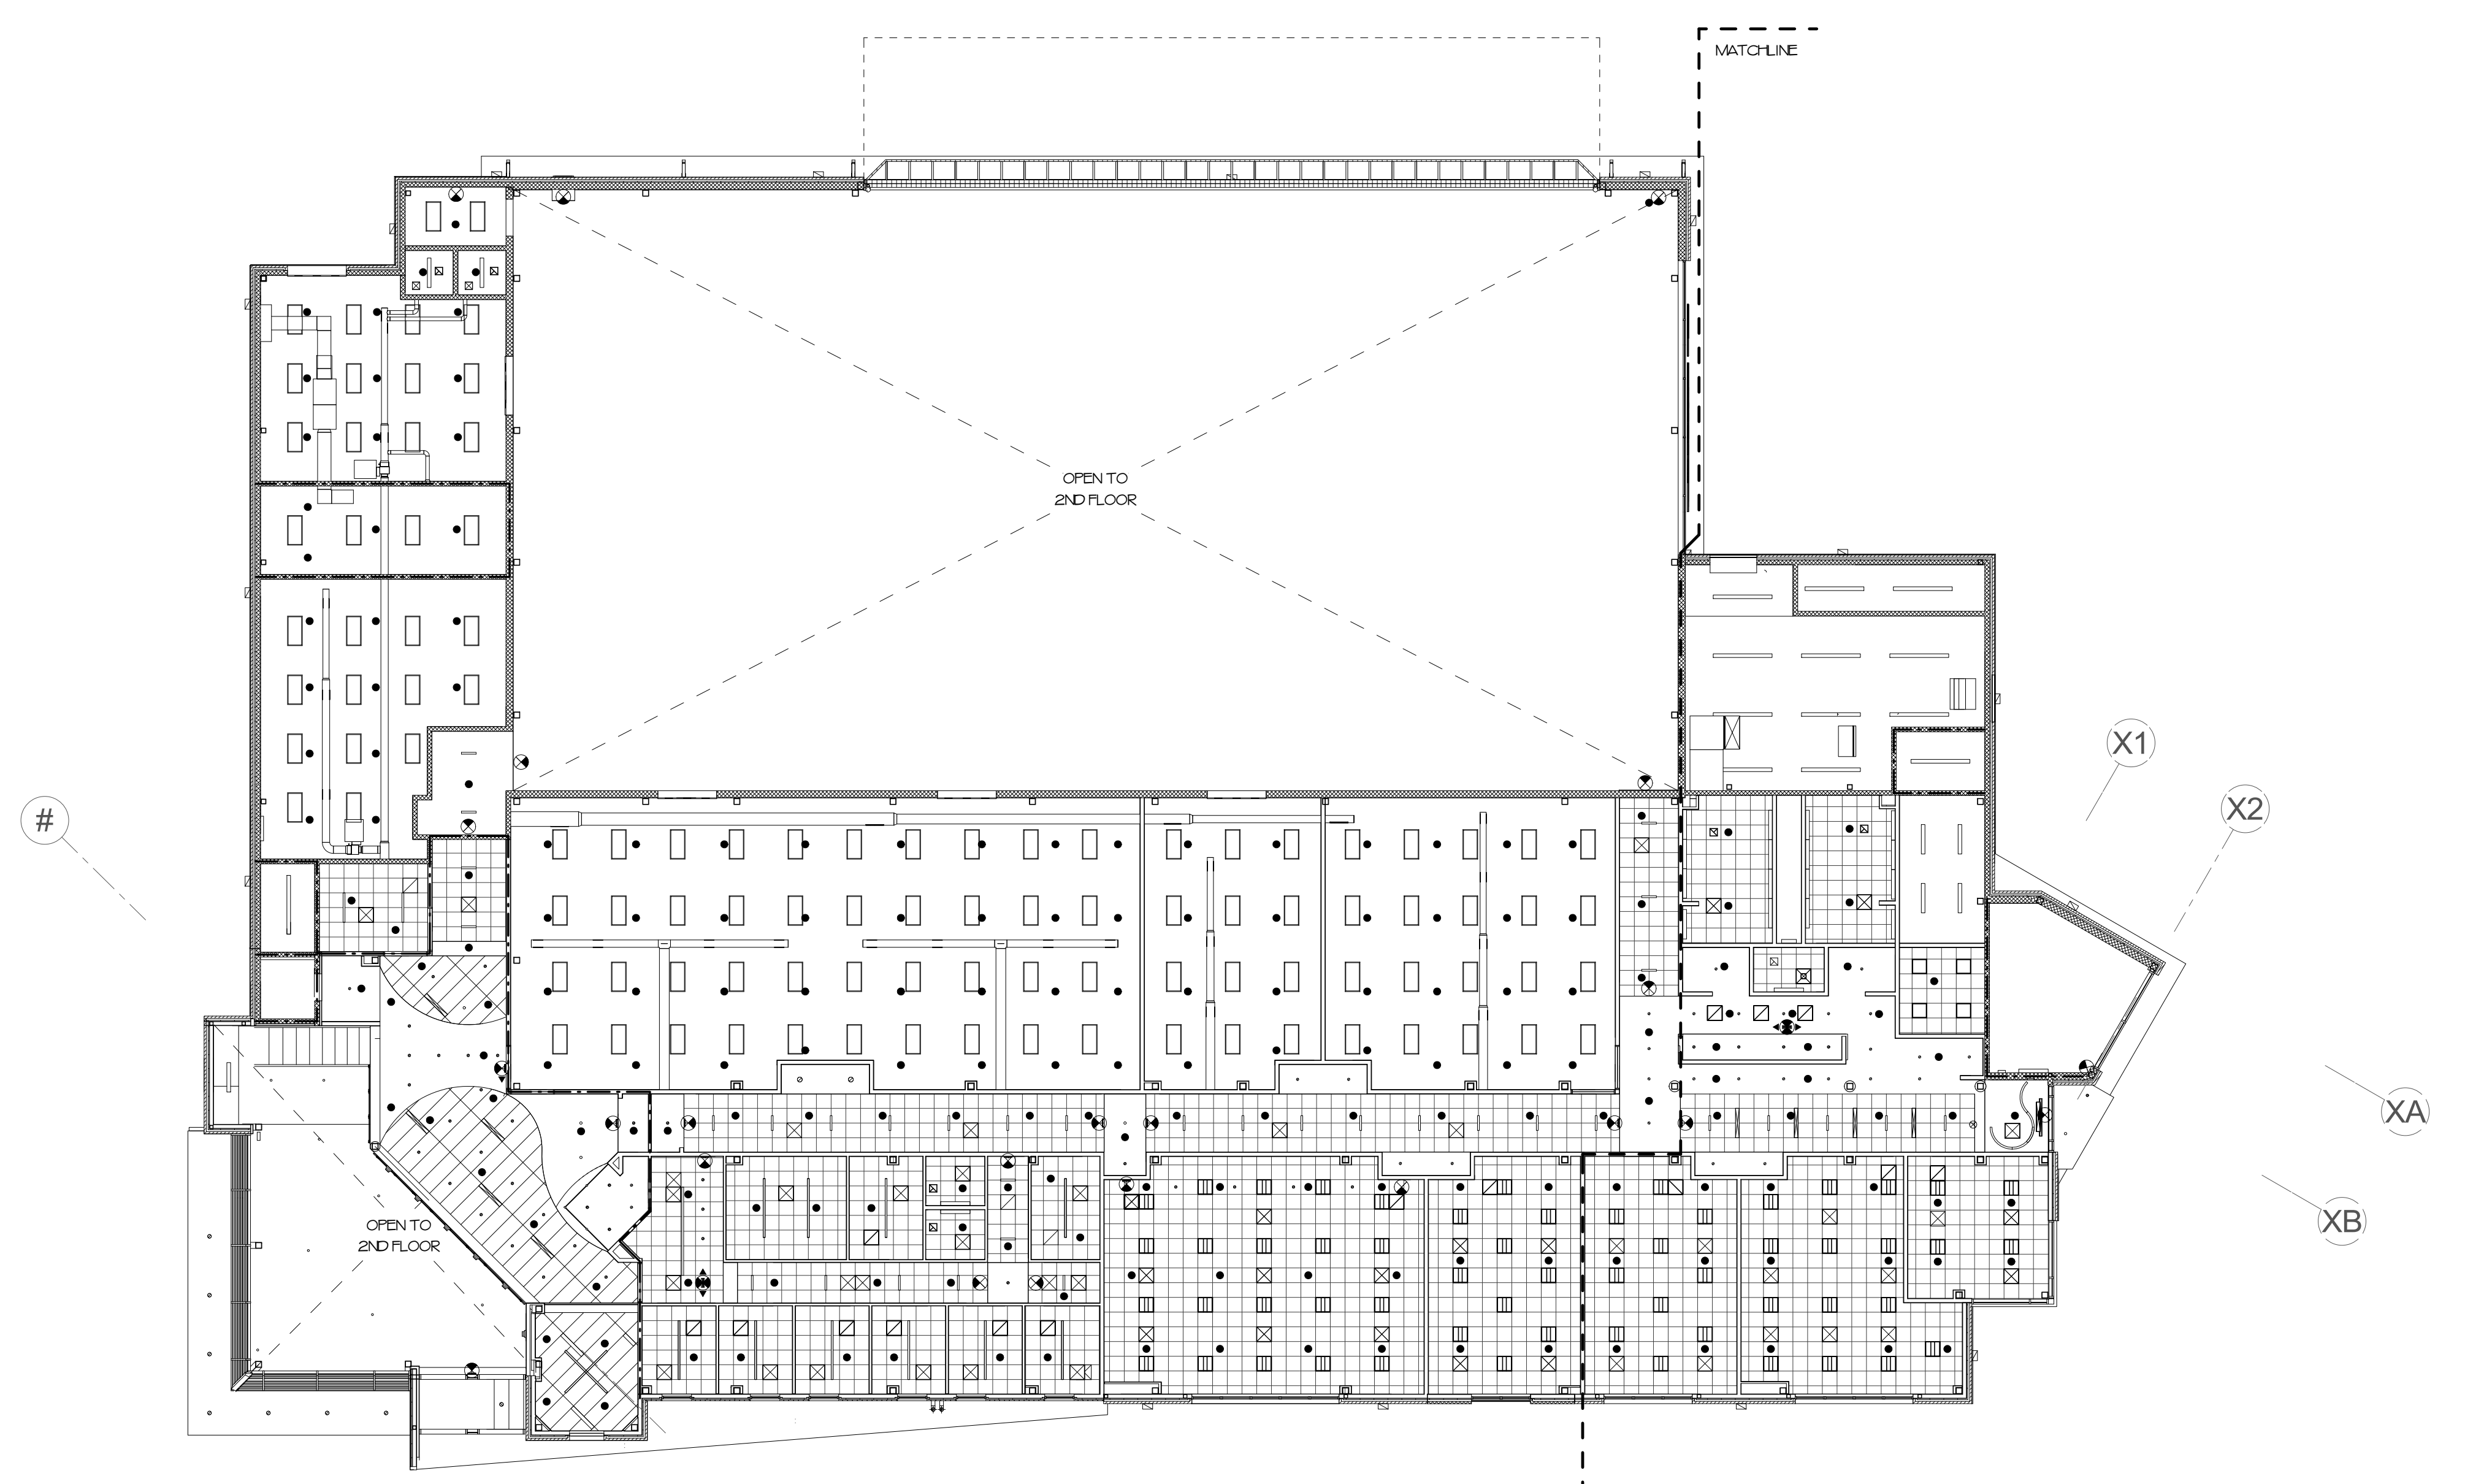 MATCHLINE
OPEN TO
2ND FLOOR
X1
X2
#
XA
XB
OPEN TO
2ND FLOOR